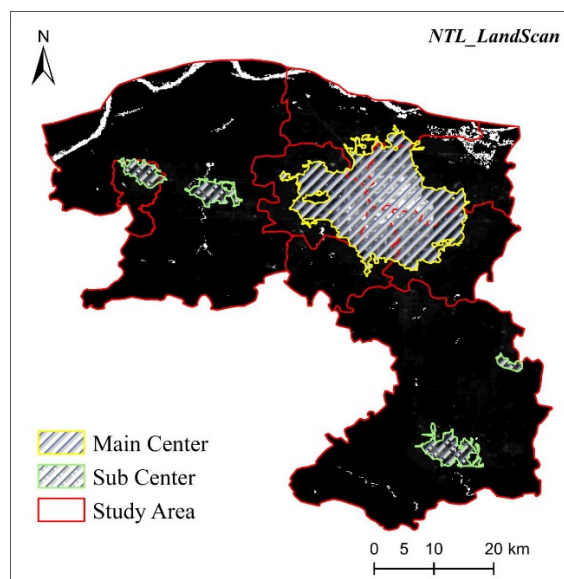 NTL_LandScan
N
Main Center
Sub Center
Study Area
0 5 10 20 km